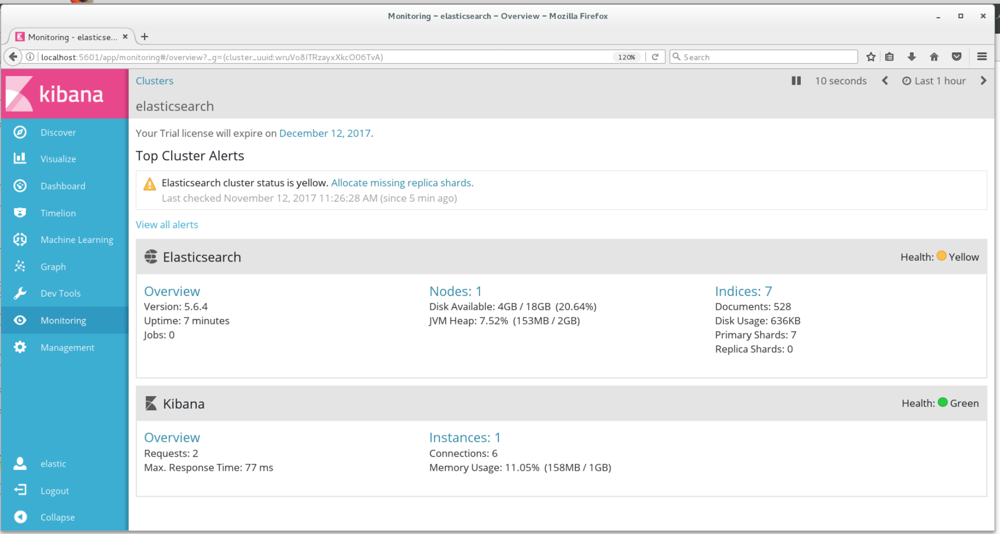 Monitoring – elasticsearch – Overview – Mozilla Firefox
Monitoring - elasticse...
localhost:5601/app/monitoring#/overview?_g=(cluster_uuid:wruVo8ITRzayxXkcO06TvA)
120%
Search
kibana
Clusters
10 seconds
Last 1 hour
elasticsearch
Discover
Visualize
Dashboard
Timelion
Machine Learning
Graph
Dev Tools
Monitoring
Management
elastic
Logout
Collapse
Your Trial license will expire on December 12, 2017.
Top Cluster Alerts
Elasticsearch cluster status is yellow. Allocate missing replica shards.
Last checked November 12, 2017 11:26:28 AM (since 5 min ago)
View all alerts
Elasticsearch
Health: Yellow
Overview
Version: 5.6.4
Uptime: 7 minutes
Jobs: 0
Nodes: 1
Disk Available: 4GB / 18GB (20.64%)
JVM Heap: 7.52% (153MB / 2GB)
Indices: 7
Documents: 528
Disk Usage: 636KB
Primary Shards: 7
Replica Shards: 0
Kibana
Health: Green
Overview
Requests: 2
Max. Response Time: 77 ms
Instances: 1
Connections: 6
Memory Usage: 11.05% (158MB / 1GB)